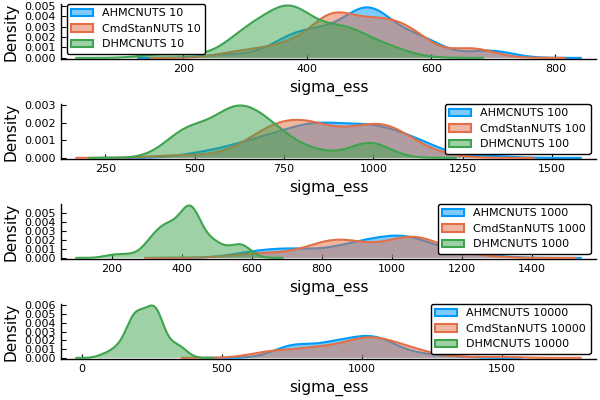 Density
0.005
0.004
0.003
0.002
0.001
0.000
AHMCNUTS 10
CmdStanNUTS 10
DHMCNUTS 10
200 400 600 800
sigma_ess
Density
0.003
0.002
0.001
0.000
AHMCNUTS 100
CmdStanNUTS 100
DHMCNUTS 100
250 500 750 1000 1250 1500
sigma_ess
Density
0.005
0.004
0.003
0.002
0.001
0.000
AHMCNUTS 1000
CmdStanNUTS 1000
DHMCNUTS 1000
200 400 600 800 1000 1200 1400
sigma_ess
Density
0.006
0.005
0.004
0.003
0.002
0.001
0.000
AHMCNUTS 10000
CmdStanNUTS 10000
DHMCNUTS 10000
0 500 1000 1500
sigma_ess